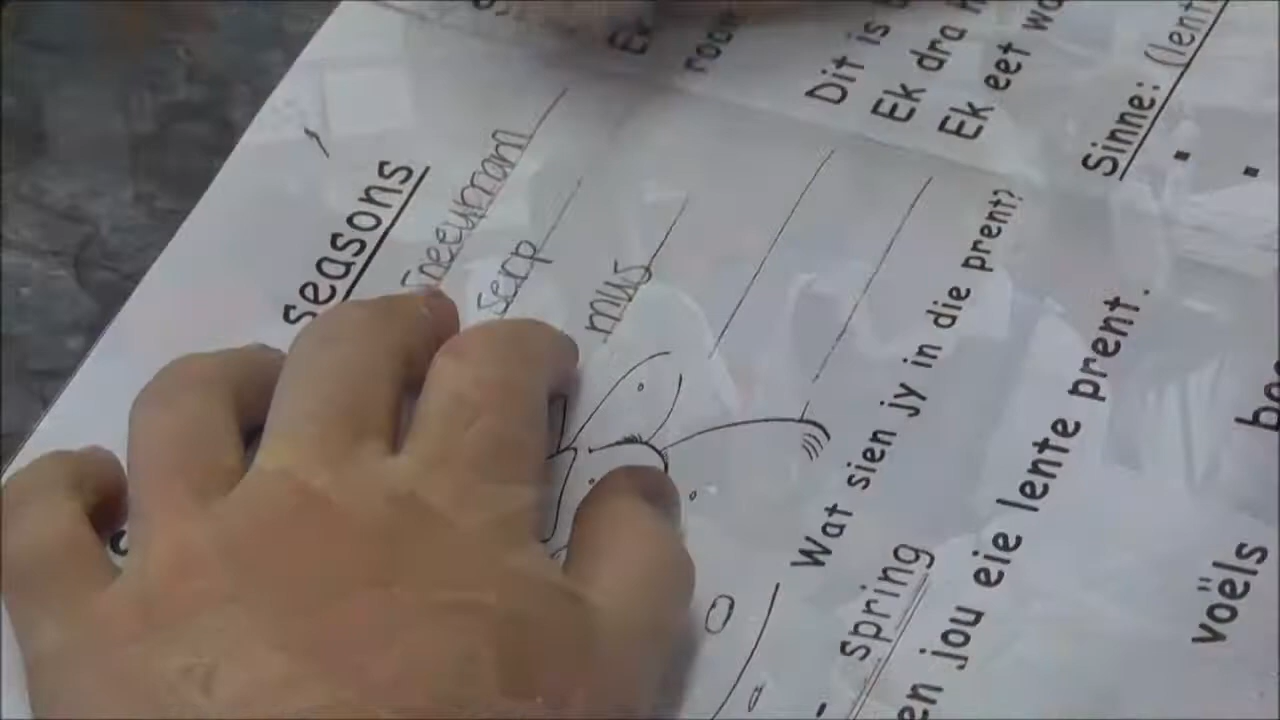 seasons
serp
mus
Wat sien jy in die prent?
Dit is
Ek dra
Ek eet
Sinne: (lent
spring
jou eie lente prent.
voëls